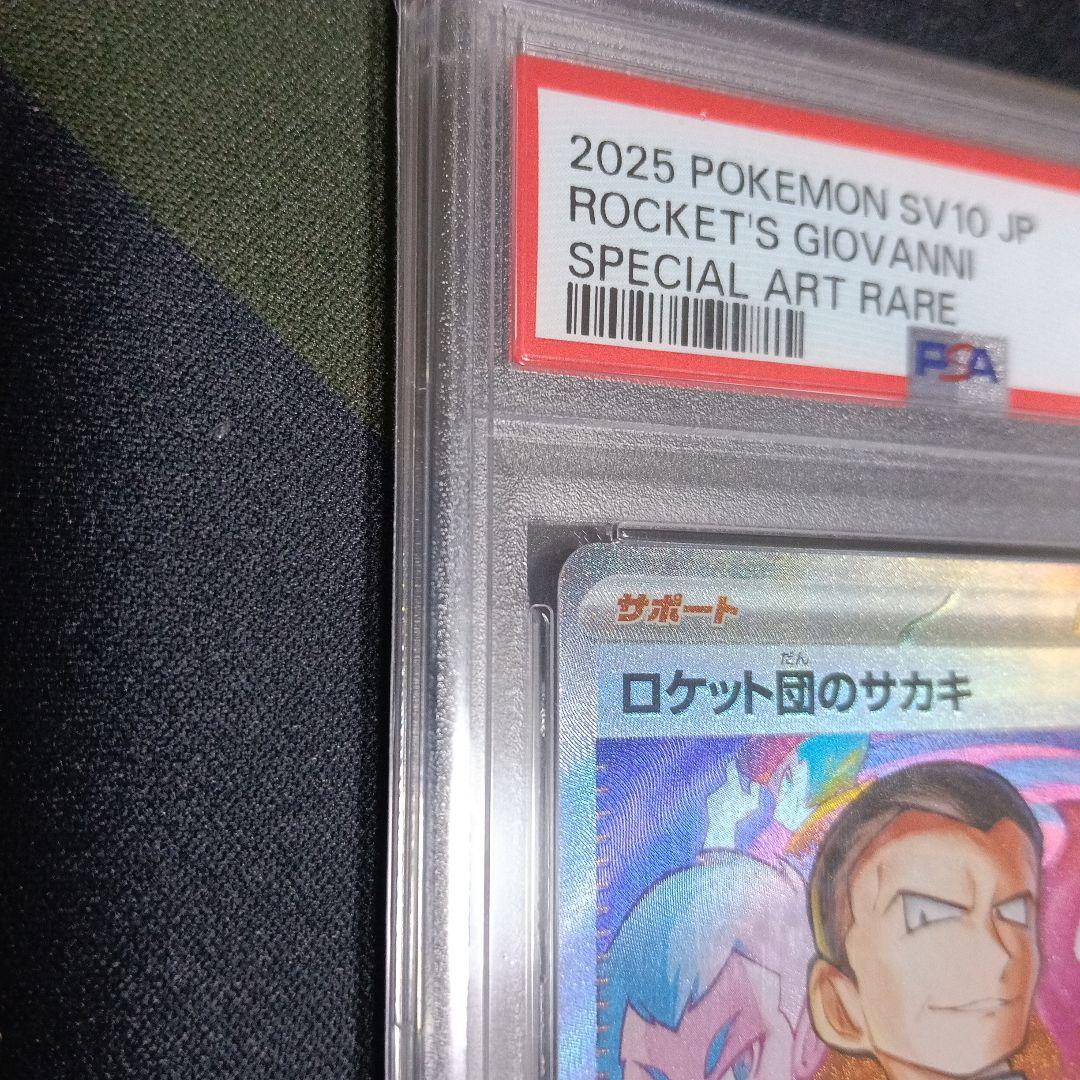 2025 POKEMON SV10 JP
ROCKET'S GIOVANNI
SPECIAL ART RARE
PSA
サポート
だん
ロケット団のサカキ